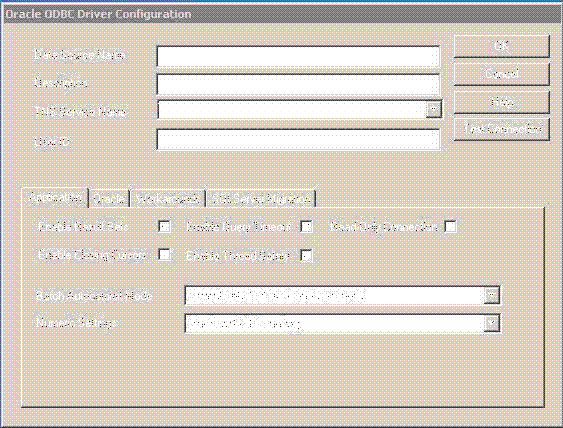 Oracle ODBC Driver Configuration
Data Source Name
Description
TNS Service Name
User ID
OK
Cancel
Help
Test Connection
Application
Oracle
Workarounds
SQLServer Migration
Enable Result Sets
Enable Query Timeout
Read-Only Connection
Enable Closing Cursors
Enable Thread Safety
Batch Autocommit Mode
Numeric Settings